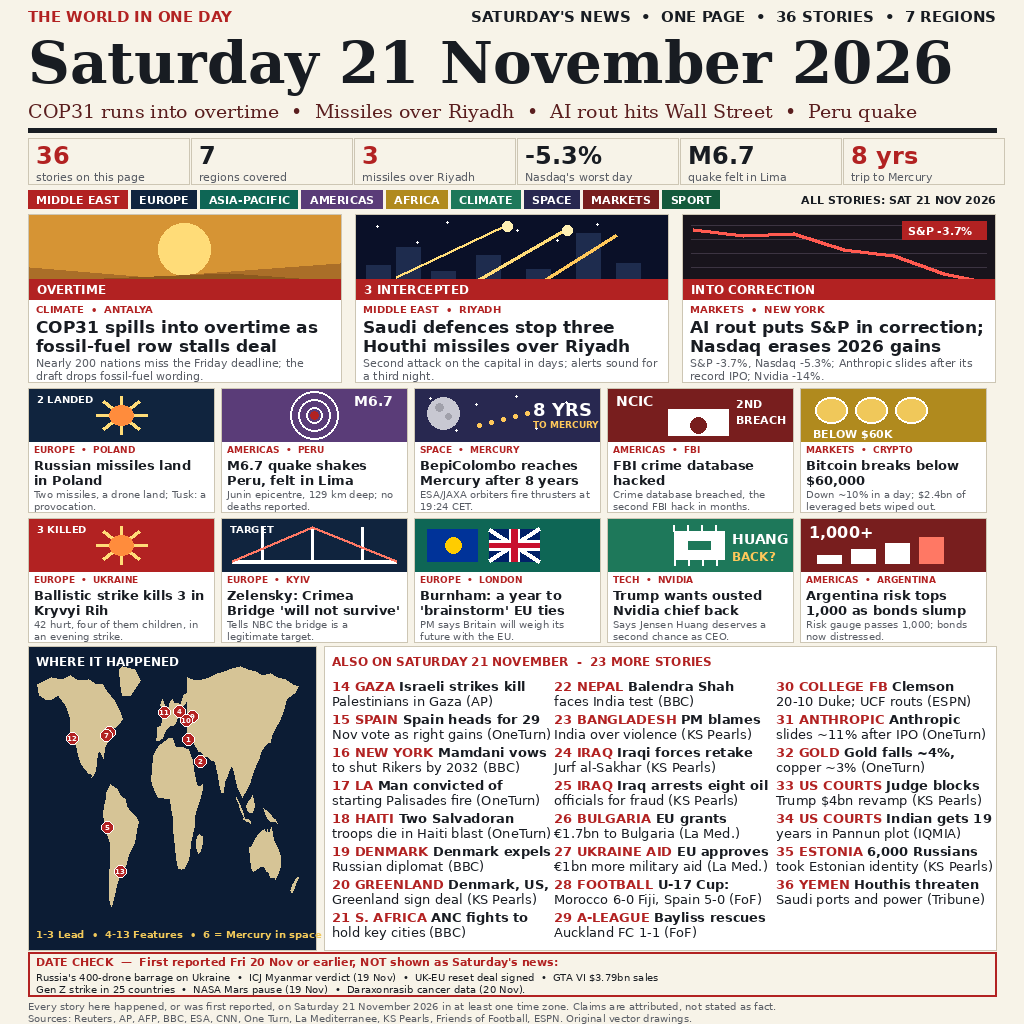 THE WORLD IN ONE DAY
SATURDAY'S NEWS • ONE PAGE • 36 STORIES • 7 REGIONS
Saturday 21 November 2026
COP31 runs into overtime • Missiles over Riyadh • AI rout hits Wall Street • Peru quake
36
stories on this page
7
regions covered
3
missiles over Riyadh
-5.3%
Nasdaq's worst day
M6.7
quake felt in Lima
8 yrs
trip to Mercury
MIDDLE EAST
EUROPE
ASIA-PACIFIC
AMERICAS
AFRICA
CLIMATE
SPACE
MARKETS
SPORT
ALL STORIES: SAT 21 NOV 2026
OVERTIME
CLIMATE • ANTALYA
COP31 spills into overtime as
fossil-fuel row stalls deal
Nearly 200 nations miss the Friday deadline; the
draft drops fossil-fuel wording.
3 INTERCEPTED
MIDDLE EAST • RIYADH
Saudi defences stop three
Houthi missiles over Riyadh
Second attack on the capital in days; alerts sound for
a third night.
S&P -3.7%
INTO CORRECTION
MARKETS • NEW YORK
AI rout puts S&P in correction;
Nasdaq erases 2026 gains
S&P -3.7%, Nasdaq -5.3%; Anthropic slides after its
record IPO; Nvidia -14%.
2 LANDED
EUROPE • POLAND
Russian missiles land
in Poland
Two missiles, a drone land; Tusk: a
provocation.
M6.7
AMERICAS • PERU
M6.7 quake shakes
Peru, felt in Lima
Junin epicentre, 129 km deep; no
deaths reported.
8 YRS
TO MERCURY
SPACE • MERCURY
BepiColombo reaches
Mercury after 8 years
ESA/JAXA orbiters fire thrusters at
19:24 CET.
NCIC
2ND
BREACH
AMERICAS • FBI
FBI crime database
hacked
Crime database breached, the
second FBI hack in months.
BELOW $60K
MARKETS • CRYPTO
Bitcoin breaks below
$60,000
Down ~10% in a day; $2.4bn of
leveraged bets wiped out.
3 KILLED
EUROPE • UKRAINE
Ballistic strike kills 3 in
Kryvyi Rih
42 hurt, four of them children, in
an evening strike.
TARGET
EUROPE • KYIV
Zelensky: Crimea
Bridge 'will not survive'
Tells NBC the bridge is a
legitimate target.
EUROPE • LONDON
Burnham: a year to
'brainstorm' EU ties
PM says Britain will weigh its
future with the EU.
HUANG
BACK?
TECH • NVIDIA
Trump wants ousted
Nvidia chief back
Says Jensen Huang deserves a
second chance as CEO.
1,000+
AMERICAS • ARGENTINA
Argentina risk tops
1,000 as bonds slump
Risk gauge passes 1,000; bonds
now distressed.
WHERE IT HAPPENED
11
4
10
12
7
1
2
5
13
1-3 Lead • 4-13 Features • 6 = Mercury in space
ALSO ON SATURDAY 21 NOVEMBER - 23 MORE STORIES
14 GAZA Israeli strikes kill
Palestinians in Gaza (AP)
15 SPAIN Spain heads for 29
Nov vote as right gains (OneTurn)
16 NEW YORK Mamdani vows
to shut Rikers by 2032 (BBC)
17 LA Man convicted of
starting Palisades fire (OneTurn)
18 HAITI Two Salvadoran
troops die in Haiti blast (OneTurn)
19 DENMARK Denmark expels
Russian diplomat (BBC)
20 GREENLAND Denmark, US,
Greenland sign deal (KS Pearls)
21 S. AFRICA ANC fights to
hold key cities (BBC)
22 NEPAL Balendra Shah
faces India test (BBC)
23 BANGLADESH PM blames
India over violence (KS Pearls)
24 IRAQ Iraqi forces retake
Jurf al-Sakhar (KS Pearls)
25 IRAQ Iraq arrests eight oil
officials for fraud (KS Pearls)
26 BULGARIA EU grants
€1.7bn to Bulgaria (La Med.)
27 UKRAINE AID EU approves
€1bn more military aid (La Med.)
28 FOOTBALL U-17 Cup:
Morocco 6-0 Fiji, Spain 5-0 (FoF)
29 A-LEAGUE Bayliss rescues
Auckland FC 1-1 (FoF)
30 COLLEGE FB Clemson
20-10 Duke; UCF routs (ESPN)
31 ANTHROPIC Anthropic
slides ~11% after IPO (OneTurn)
32 GOLD Gold falls ~4%,
copper ~3% (OneTurn)
33 US COURTS Judge blocks
Trump $4bn revamp (KS Pearls)
34 US COURTS Indian gets 19
years in Pannun plot (IQMIA)
35 ESTONIA 6,000 Russians
took Estonian identity (KS Pearls)
36 YEMEN Houthis threaten
Saudi ports and power (Tribune)
DATE CHECK — First reported Fri 20 Nov or earlier, NOT shown as Saturday's news:
Russia's 400-drone barrage on Ukraine • ICJ Myanmar verdict (19 Nov) • UK-EU reset deal signed • GTA VI $3.79bn sales
Gen Z strike in 25 countries • NASA Mars pause (19 Nov) • Daraxonrasib cancer data (20 Nov).
Every story here happened, or was first reported, on Saturday 21 November 2026 in at least one time zone. Claims are attributed, not stated as fact.
Sources: Reuters, AP, AFP, BBC, ESA, CNN, One Turn, La Mediterranee, KS Pearls, Friends of Football, ESPN. Original vector drawings.